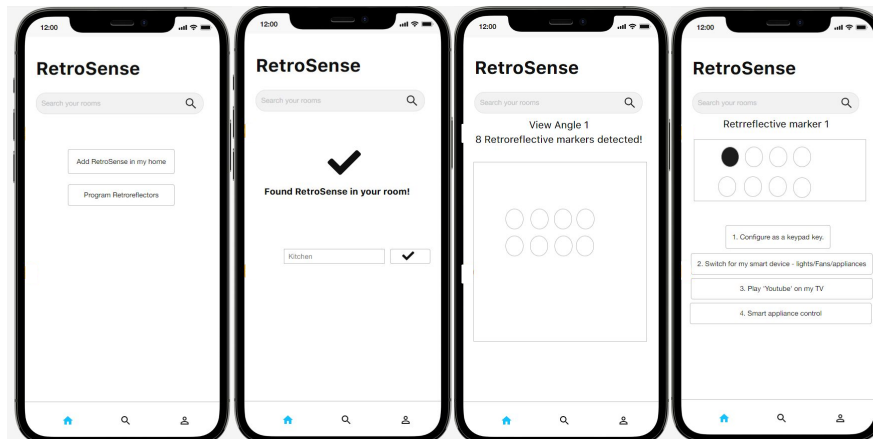 12:00
RetroSense
Search your rooms
Add RetroSense in my home
Program Retroreflectors
12:00
RetroSense
Search your rooms
Found RetroSense in your room!
Kitchen
12:00
RetroSense
Search your rooms
View Angle 1
8 Retroreflective markers detected!
12:00
RetroSense
Search your rooms
Retrreflective marker 1
1. Configure as a keypad key.
2. Switch for my smart device - lights/Fans/appliances
3. Play 'Youtube' on my TV
4. Smart appliance control